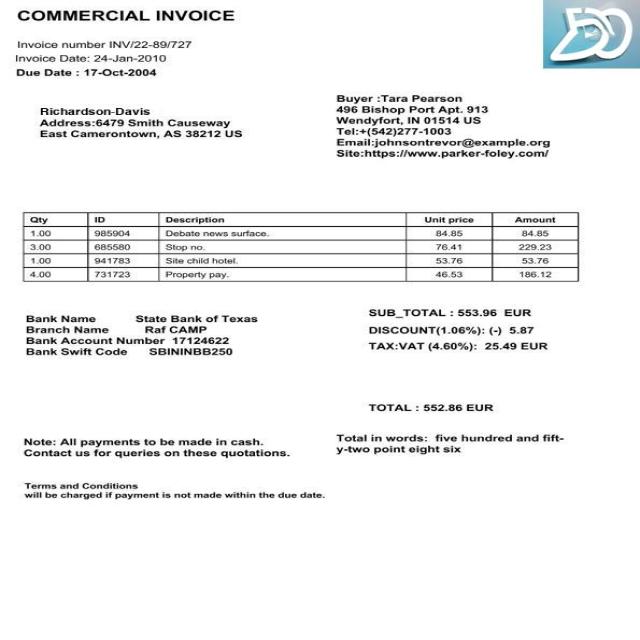 COMMERCIAL INVOICE
Invoice number INV/22-89/727
Invoice Date: 24-Jan-2010
Due Date : 17-Oct-2004
Richardson-Davis
Address:6479 Smith Causeway
East Camerontown, AS 38212 US
Buyer :Tara Pearson
496 Bishop Port Apt. 913
Wendyfort, IN 01514 US
Tel:+(542)277-1003
Email:johnsontrevor@example.org
Site:https://www.parker-foley.com/
Qty ID Description Unit price Amount
1.00 985904 Debate news surface. 84.85 84.85
3.00 685580 Stop no. 76.41 229.23
1.00 941783 Site child hotel. 53.76 53.76
4.00 731723 Property pay. 46.53 186.12
Bank Name State Bank of Texas
Branch Name Raf CAMP
Bank Account Number 17124622
Bank Swift Code SBININBB250
SUB_TOTAL : 553.96 EUR
DISCOUNT(1.06%): (-) 5.87
TAX:VAT (4.60%): 25.49 EUR
TOTAL : 552.86 EUR
Note: All payments to be made in cash.
Contact us for queries on these quotations.
Total in words: five hundred and fift-
y-two point eight six
Terms and Conditions
will be charged if payment is not made within the due date.